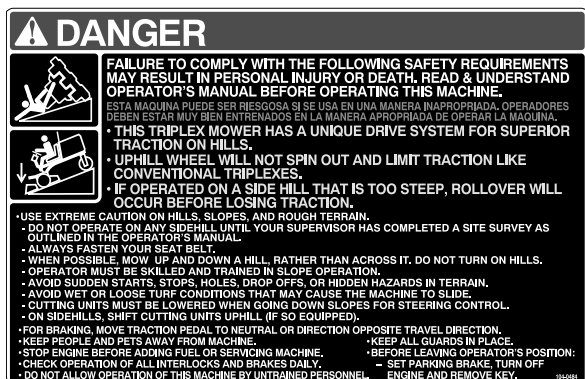 DANGER
FAILURE TO COMPLY WITH THE FOLLOWING SAFETY REQUIREMENTS
MAY RESULT IN PERSONAL INJURY OR DEATH. READ & UNDERSTAND
OPERATOR'S MANUAL BEFORE OPERATING THIS MACHINE.
ESTA MAQUINA PUEDE SER RIESGOSA SI SE USA EN UNA MANERA INAPROPRIADA. OPERADORES
DEBEN ESTAR MUY BIEN ENTRENADOS EN LA MANERA APROPRIADA DE OPERAR LA MAQUINA.
• THIS TRIPLEX MOWER HAS A UNIQUE DRIVE SYSTEM FOR SUPERIOR
TRACTION ON HILLS.
• UPHILL WHEEL WILL NOT SPIN OUT AND LIMIT TRACTION LIKE
CONVENTIONAL TRIPLEXES.
• IF OPERATED ON A SIDE HILL THAT IS TOO STEEP, ROLLOVER WILL
OCCUR BEFORE LOSING TRACTION.
•USE EXTREME CAUTION ON HILLS, SLOPES, AND ROUGH TERRAIN.
- DO NOT OPERATE ON ANY SIDEHILL UNTIL YOUR SUPERVISOR HAS COMPLETED A SITE SURVEY AS
OUTLINED IN THE OPERATOR'S MANUAL.
- ALWAYS FASTEN YOUR SEAT BELT.
- WHEN POSSIBLE, MOW UP AND DOWN A HILL, RATHER THAN ACROSS IT. DO NOT TURN ON HILLS.
- OPERATOR MUST BE SKILLED AND TRAINED IN SLOPE OPERATION.
- AVOID SUDDEN STARTS, STOPS, HOLES, DROP OFFS, OR HIDDEN HAZARDS IN TERRAIN.
- AVOID WET OR LOOSE TURF CONDITIONS THAT MAY CAUSE THE MACHINE TO SLIDE.
- CUTTING UNITS MUST BE LOWERED WHEN GOING DOWN SLOPES FOR STEERING CONTROL.
- ON SIDEHILLS, SHIFT CUTTING UNITS UPHILL (IF SO EQUIPPED).
•FOR BRAKING, MOVE TRACTION PEDAL TO NEUTRAL OR DIRECTION OPPOSITE TRAVEL DIRECTION.
•KEEP PEOPLE AND PETS AWAY FROM MACHINE.
•STOP ENGINE BEFORE ADDING FUEL OR SERVICING MACHINE.
•CHECK OPERATION OF ALL INTERLOCKS AND BRAKES DAILY.
• DO NOT ALLOW OPERATION OF THIS MACHINE BY UNTRAINED PERSONNEL.
•KEEP ALL GUARDS IN PLACE.
•BEFORE LEAVING OPERATOR'S POSITION:
– SET PARKING BRAKE, TURN OFF
ENGINE AND REMOVE KEY.
104-0484